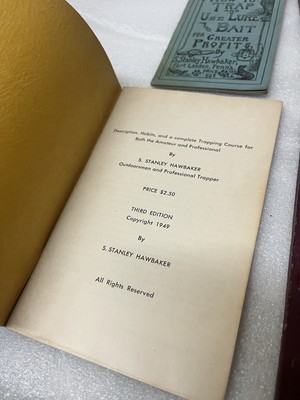 TRAP
USE LURE
& BAIT
FOR GREATER
PROFITS
By
S. Stanley Hawbaker
Fort Loudon, Penna.
Description, Habits, and a complete Trapping Course for
Both the Amateur and Professional
By
S. STANLEY HAWBAKER
Outdoorsmen and Professional Trapper
PRICE $2.50
THIRD EDITION
Copyright 1949
By
S. STANLEY HAWBAKER
All Rights Reserved